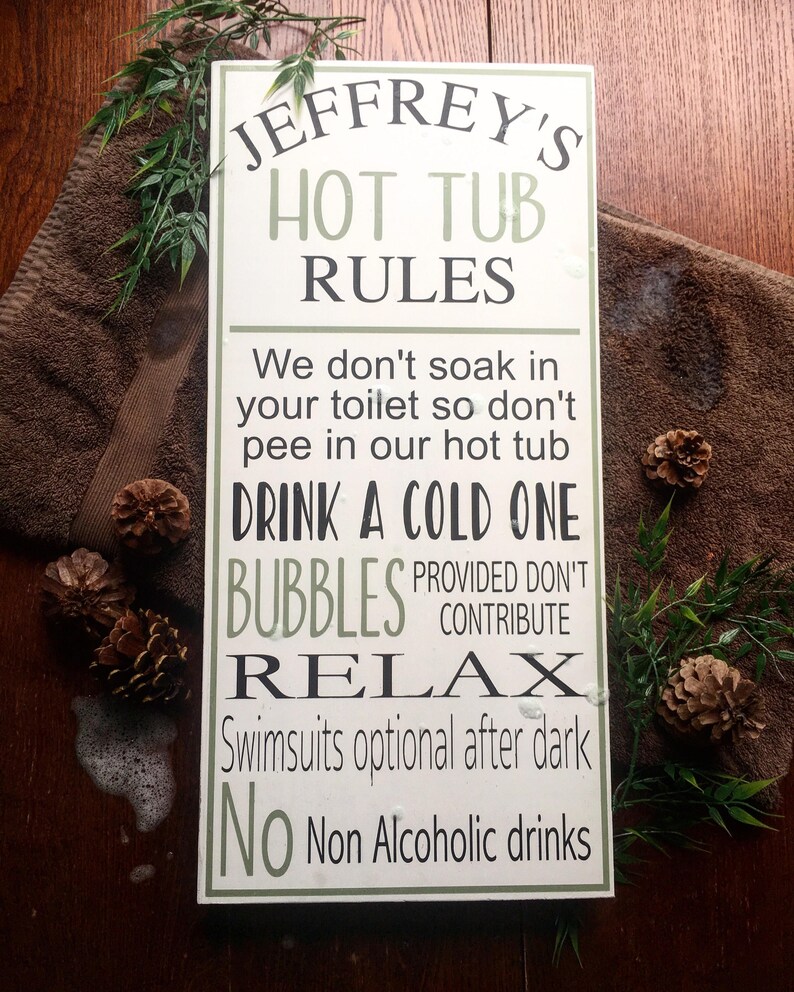 JEFFREY'S
HOT TUB
RULES
We don't soak in
your toilet so don't
pee in our hot tub
DRINK A COLD ONE
BUBBLES PROVIDED DON'T
CONTRIBUTE
RELAX
Swimsuits optional after dark
No Non Alcoholic drinks